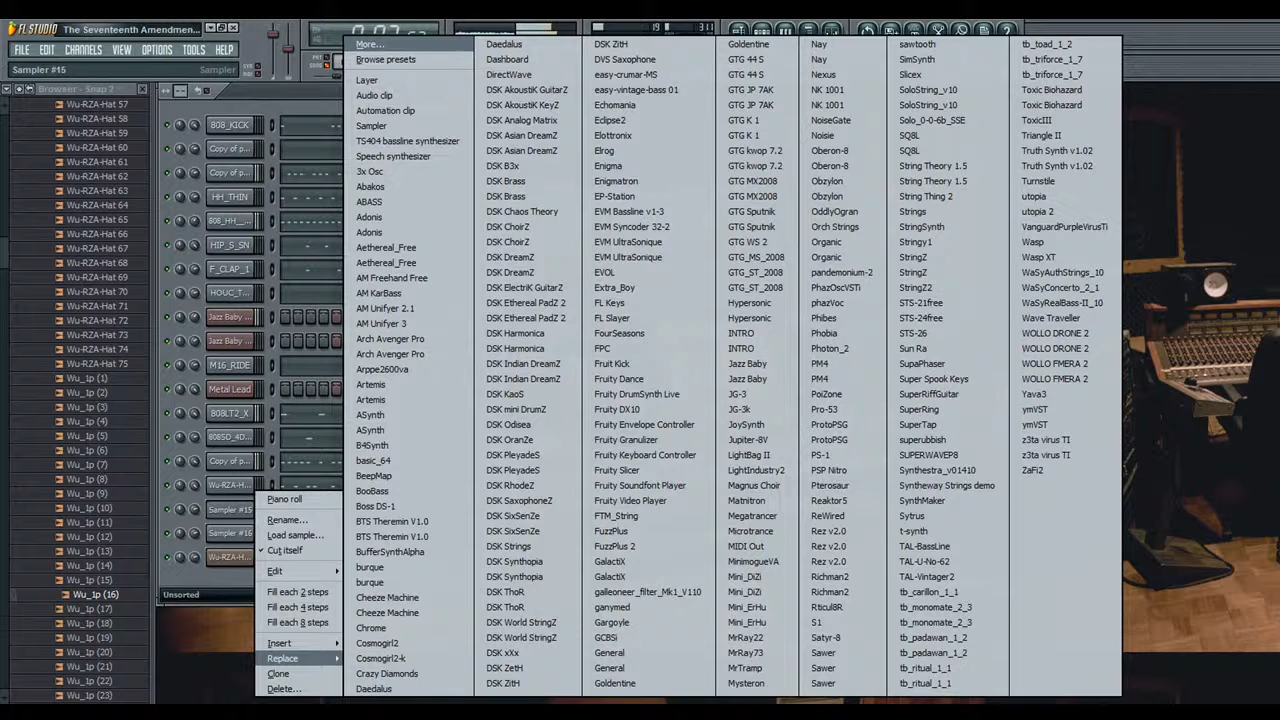 FL STUDIO The Seventeenth Amendmen...
FILE EDIT CHANNELS VIEW OPTIONS TOOLS HELP
Sampler #15 Sampler
19 3:11
Browser - Snap 2
Wu-RZA-Hat 57
Wu-RZA-Hat 58
Wu-RZA-Hat 59
Wu-RZA-Hat 60
Wu-RZA-Hat 61
Wu-RZA-Hat 62
Wu-RZA-Hat 63
Wu-RZA-Hat 64
Wu-RZA-Hat 65
Wu-RZA-Hat 66
Wu-RZA-Hat 67
Wu-RZA-Hat 68
Wu-RZA-Hat 69
Wu-RZA-Hat 70
Wu-RZA-Hat 71
Wu-RZA-Hat 72
Wu-RZA-Hat 73
Wu-RZA-Hat 74
Wu-RZA-Hat 75
Wu_1p (1)
Wu_1p (2)
Wu_1p (3)
Wu_1p (4)
Wu_1p (5)
Wu_1p (6)
Wu_1p (7)
Wu_1p (8)
Wu_1p (9)
Wu_1p (10)
Wu_1p (11)
Wu_1p (12)
Wu_1p (13)
Wu_1p (14)
Wu_1p (15)
Wu_1p (16)
Wu_1p (17)
Wu_1p (18)
Wu_1p (19)
Wu_1p (20)
Wu_1p (21)
Wu_1p (22)
Wu_1p (23)
808_KICK
Copy of p...
Copy of p...
HH_THIN
808_HH_...
HIP_S_SN
F_CLAP_1
HOUC_T...
Jazz Baby ...
Jazz Baby ...
M16_RIDE
Metal Lead
808LT2_X
808SD_4D...
Copy of p...
Wu-RZA-H...
Sampler #15
Sampler #16
Wu-RZA-H...
Unsorted
Piano roll
Rename...
Load sample...
Cut itself
Edit
Fill each 2 steps
Fill each 4 steps
Fill each 8 steps
Insert
Replace
Clone
Delete...
More...
Browse presets
Layer
Audio clip
Automation clip
Sampler
TS404 bassline synthesizer
Speech synthesizer
3x Osc
Abakos
ABASS
Adonis
Adonis
Aethereal_Free
Aethereal_Free
AM Freehand Free
AM KarBass
AM Unifyer 2.1
AM Unifyer 3
Arch Avenger Pro
Arch Avenger Pro
Arppe2600va
Artemis
Artemis
ASynth
ASynth
B4Synth
basic_64
BeepMap
BooBass
Boss DS-1
BTS Theremin V1.0
BTS Theremin V1.0
BufferSynthAlpha
burque
burque
Cheeze Machine
Cheeze Machine
Chrome
Cosmogirl2
Cosmogirl2-k
Crazy Diamonds
Daedalus
Daedalus
Dashboard
DirectWave
DSK AkoustiK GuitarZ
DSK AkoustiK KeyZ
DSK Analog Matrix
DSK Asian DreamZ
DSK Asian DreamZ
DSK B3x
DSK Brass
DSK Brass
DSK Chaos Theory
DSK ChoirZ
DSK ChoirZ
DSK DreamZ
DSK DreamZ
DSK ElectriK GuitarZ
DSK Ethereal PadZ 2
DSK Ethereal PadZ 2
DSK Harmonica
DSK Harmonica
DSK Indian DreamZ
DSK Indian DreamZ
DSK KaoS
DSK mini DrumZ
DSK Odisea
DSK OranZe
DSK PleyadeS
DSK PleyadeS
DSK RhodeZ
DSK SaxophoneZ
DSK SixSenZe
DSK SixSenZe
DSK Strings
DSK Synthopia
DSK Synthopia
DSK ThoR
DSK ThoR
DSK World StringZ
DSK World StringZ
DSK xXx
DSK ZetH
DSK ZitH
DSK ZitH
DVS Saxophone
easy-crumar-MS
easy-vintage-bass 01
Echomania
Eclipse2
Elottronix
Elrog
Enigma
Enigmatron
EP-Station
EVM Bassline v1-3
EVM Syncoder 32-2
EVM UltraSonique
EVM UltraSonique
EVOL
Extra_Boy
FL Keys
FL Slayer
FourSeasons
FPC
Fruit Kick
Fruity Dance
Fruity DrumSynth Live
Fruity DX10
Fruity Envelope Controller
Fruity Granulizer
Fruity Keyboard Controller
Fruity Slicer
Fruity Soundfont Player
Fruity Video Player
FTM_String
FuzzPlus
FuzzPlus 2
GalactiX
GalactiX
galleoneer_filter_Mk1_V110
ganymed
Gargoyle
GCBSi
General
General
Goldentine
Goldentine
GTG 44 S
GTG 44 S
GTG JP 7AK
GTG JP 7AK
GTG K 1
GTG K 1
GTG kwop 7.2
GTG kwop 7.2
GTG MX2008
GTG MX2008
GTG Sputnik
GTG Sputnik
GTG WS 2
GTG_MS_2008
GTG_ST_2008
GTG_ST_2008
Hypersonic
Hypersonic
INTRO
INTRO
Jazz Baby
Jazz Baby
JG-3
JG-3k
JoySynth
Jupiter-8V
LightBag II
LightIndustry2
Magnus Choir
Matnitron
Megatrancer
Microtrance
MIDI Out
MinimogueVA
Mini_DiZi
Mini_DiZi
Mini_ErHu
Mini_ErHu
MrRay22
MrRay73
MrTramp
Mysteron
Nay
Nay
Nexus
NK 1001
NK 1001
NoiseGate
Noisie
Oberon-8
Oberon-8
Obzylon
Obzylon
OddlyOgran
Orch Strings
Organic
Organic
pandemonium-2
PhazOscVSTi
phazVoc
Phibes
Phobia
Photon_2
PM4
PM4
PoiZone
Pro-53
ProtoPSG
ProtoPSG
PS-1
PSP Nitro
Pterosaur
Reaktor5
ReWired
Rez v2.0
Rez v2.0
Rez v2.0
Richman2
Richman2
Rticul8R
S1
Satyr-8
Sawer
Sawer
Sawer
sawtooth
SimSynth
Slicex
SoloString_v10
SoloString_v10
Solo_0-0-6b_SSE
SQ8L
SQ8L
String Theory 1.5
String Theory 1.5
String Thing 2
Strings
StringSynth
Stringy1
StringZ
StringZ2
STS-21free
STS-24free
STS-26
Sun Ra
SupaPhaser
Super Spook Keys
SuperRiffGuitar
SuperRing
SuperTap
superubbish
SUPERWAVEP8
Synthestra_v01410
Syntheway Strings demo
SynthMaker
Sytrus
t-synth
TAL-BassLine
TAL-U-No-62
TAL-Vintager2
tb_carillon_1_1
tb_monomate_2_3
tb_monomate_2_3
tb_padawan_1_2
tb_padawan_1_2
tb_ritual_1_1
tb_ritual_1_1
tb_toad_1_2
tb_triforce_1_7
tb_triforce_1_7
Toxic Biohazard
Toxic Biohazard
ToxicIII
Triangle II
Truth Synth v1.02
Truth Synth v1.02
Turnstile
utopia
utopia 2
VanguardPurpleVirusTi
Wasp
Wasp XT
WaSyAuthStrings_10
WaSyConcerto_2_1
WaSyRealBass-II_10
Wave Traveller
WOLLO DRONE 2
WOLLO DRONE 2
WOLLO FMERA 2
WOLLO FMERA 2
Yava3
ymVST
ymVST
z3ta virus TI
z3ta virus TI
ZaFi2